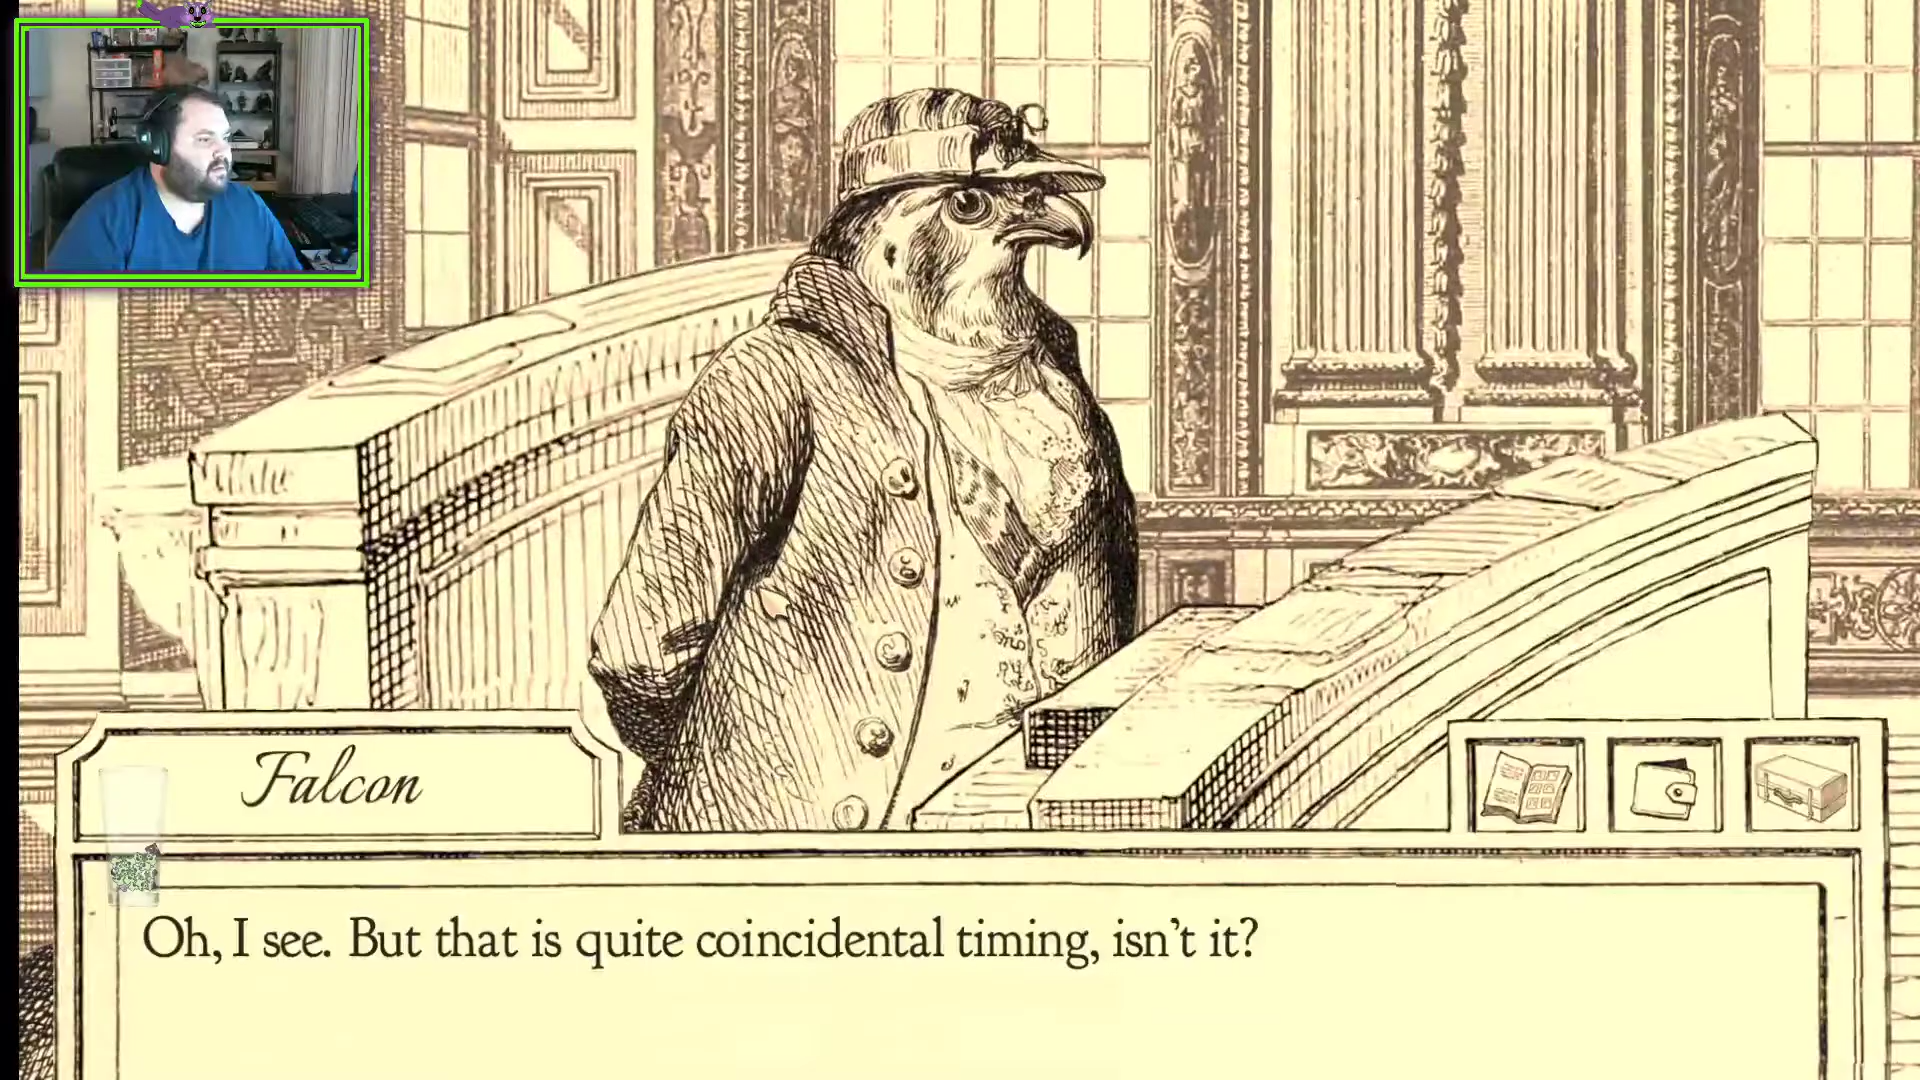 Falcon
Oh, I see. But that is quite coincidental timing, isn't it?